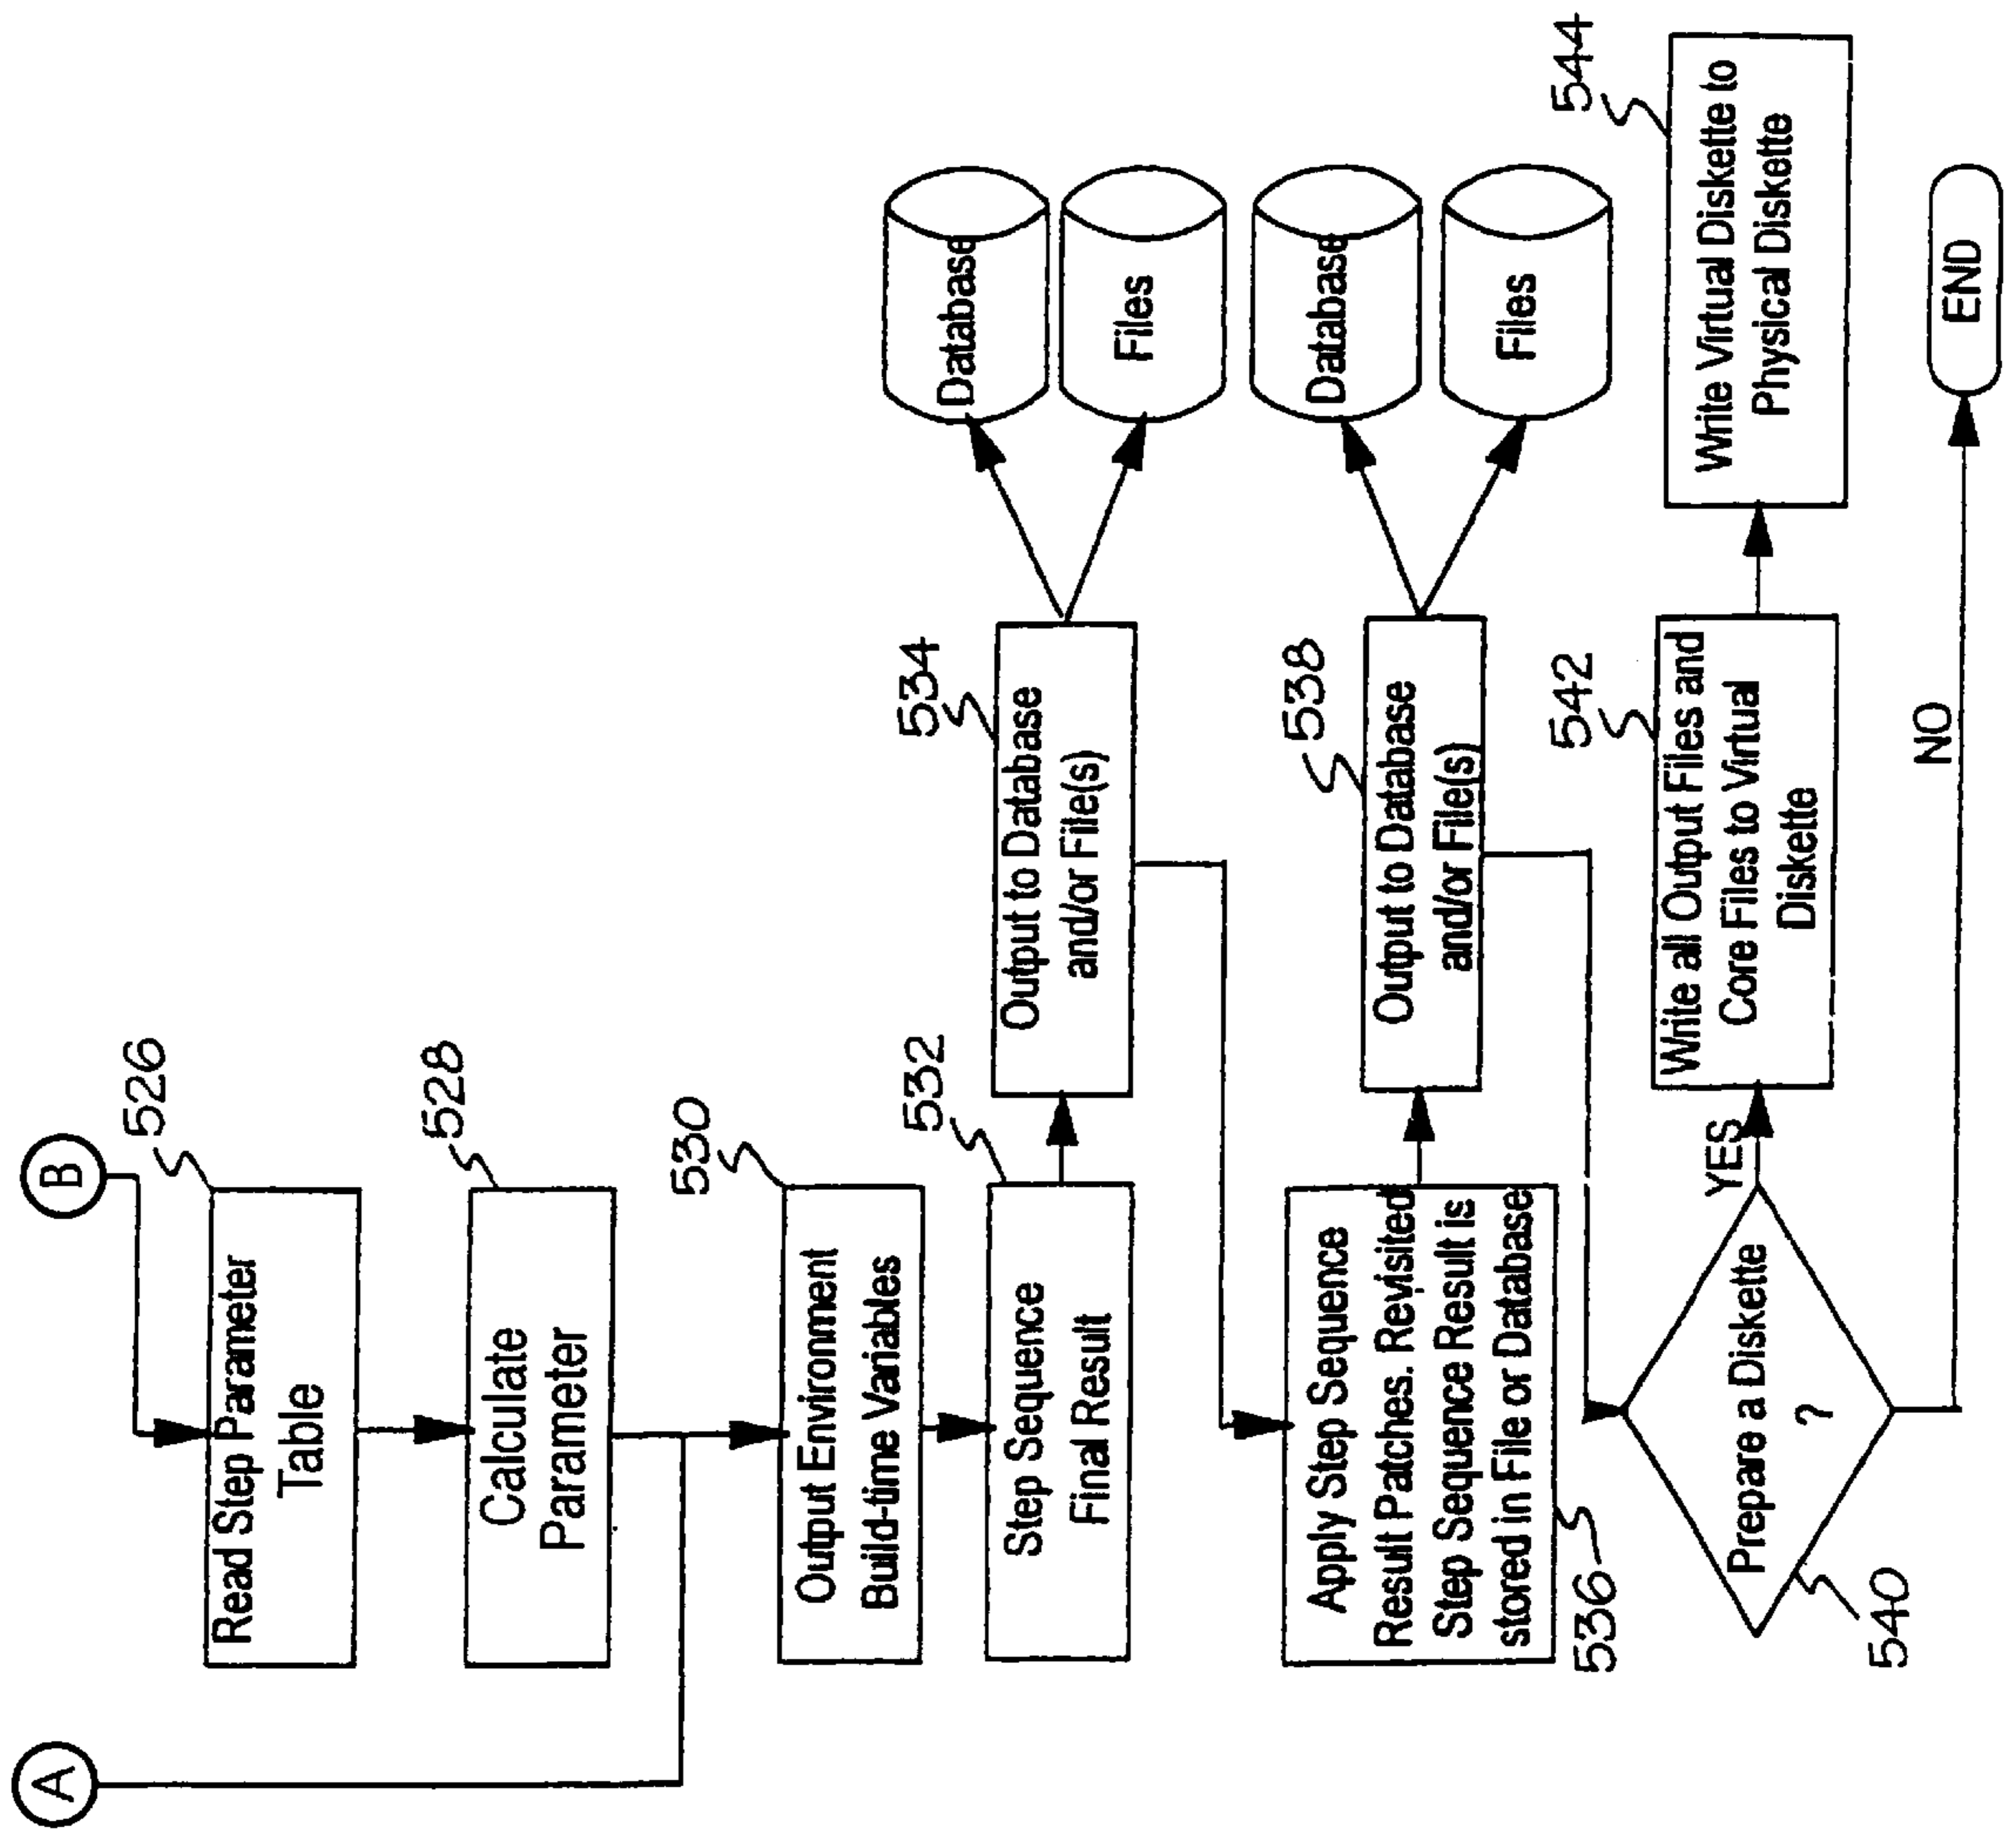 B
526
Read Step Parameter
Table
528
Calculate
Parameter
A
530
Output Environment
Build-time Variables
532
Step Sequence
Final Result
534
Output to Database
and/or File(s)
Database
Files
Apply Step Sequence
Result Patches. Revisited
Step Sequence Result is
stored in File or Database
536
538
Output to Database
and/or File(s)
Database
Files
Prepare a Diskette
?
540
YES
542
Write all Output Files and
Core Files to Virtual
Diskette
544
Write Virtual Diskette to
Physical Diskette
NO
END